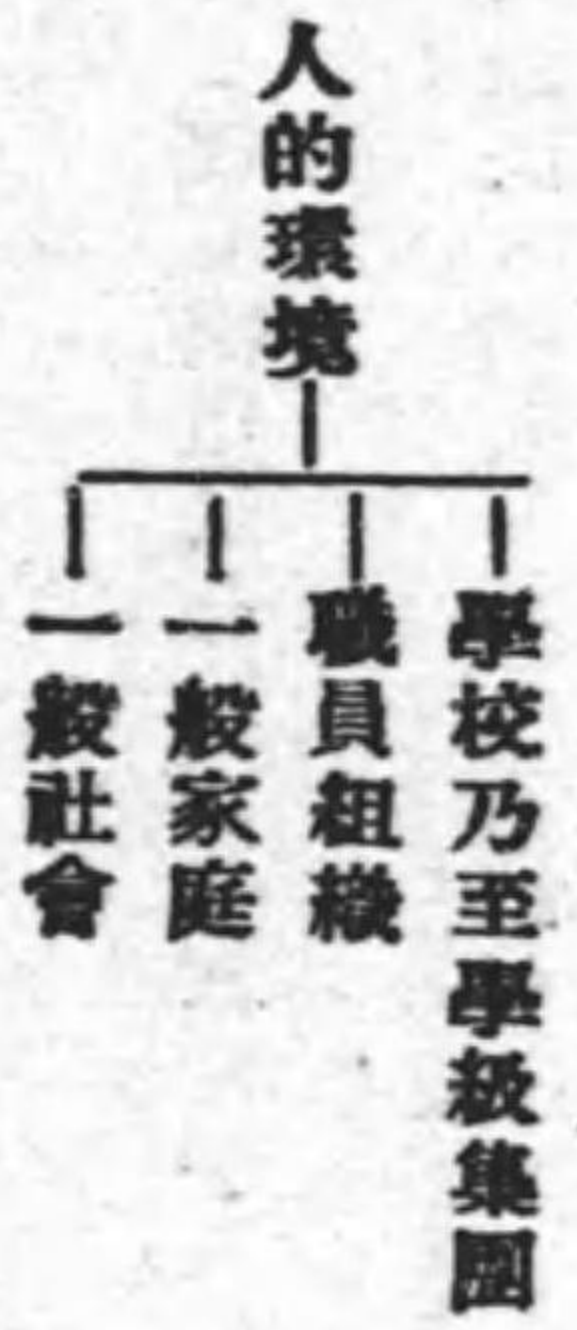 人的環境
學校乃至學級集團
職員組織
一般家庭
一般社會